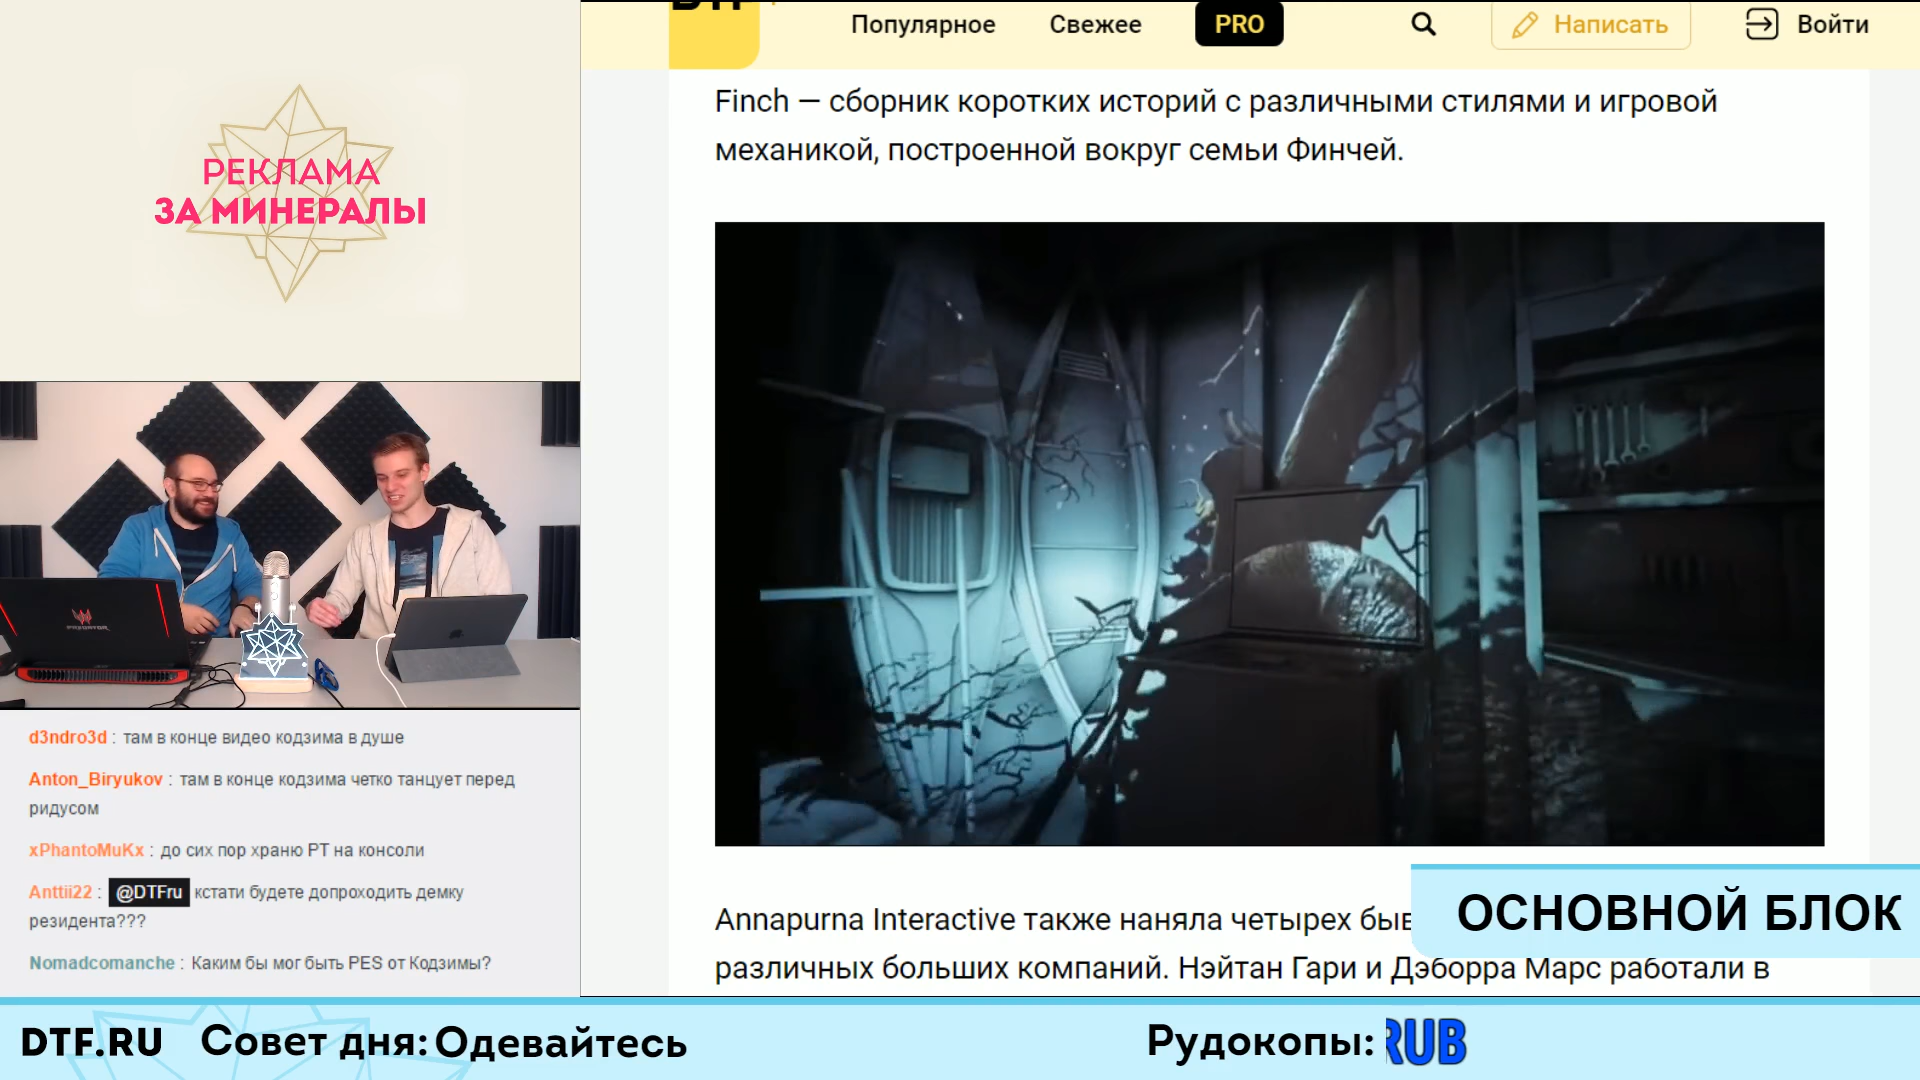 Популярное Свежее PRO Написать Войти
Finch — сборник коротких историй с различными стилями и игровой
механикой, построенной вокруг семьи Финчей.
РЕКЛАМА
ЗА МИНЕРАЛЫ
PREDATOR
d3ndro3d : там в конце видео кодзима в душе
Anton_Biryukov : там в конце кодзима четко танцует перед
ридусом
xPhantoMuKx : до сих пор храню PT на консоли
Anttii22 : @DTFru кстати будете допроходить демку
резидента???
Nomadcomanche : Каким бы мог быть PES от Кодзимы?
Annapurna Interactive также наняла четырех
различных больших компаний. Нэйтан Гари и Дэборра Марс работали в
ОСНОВНОЙ БЛОК
DTF.RU Совет дня: Одевайтесь
Рудокопы: RUB